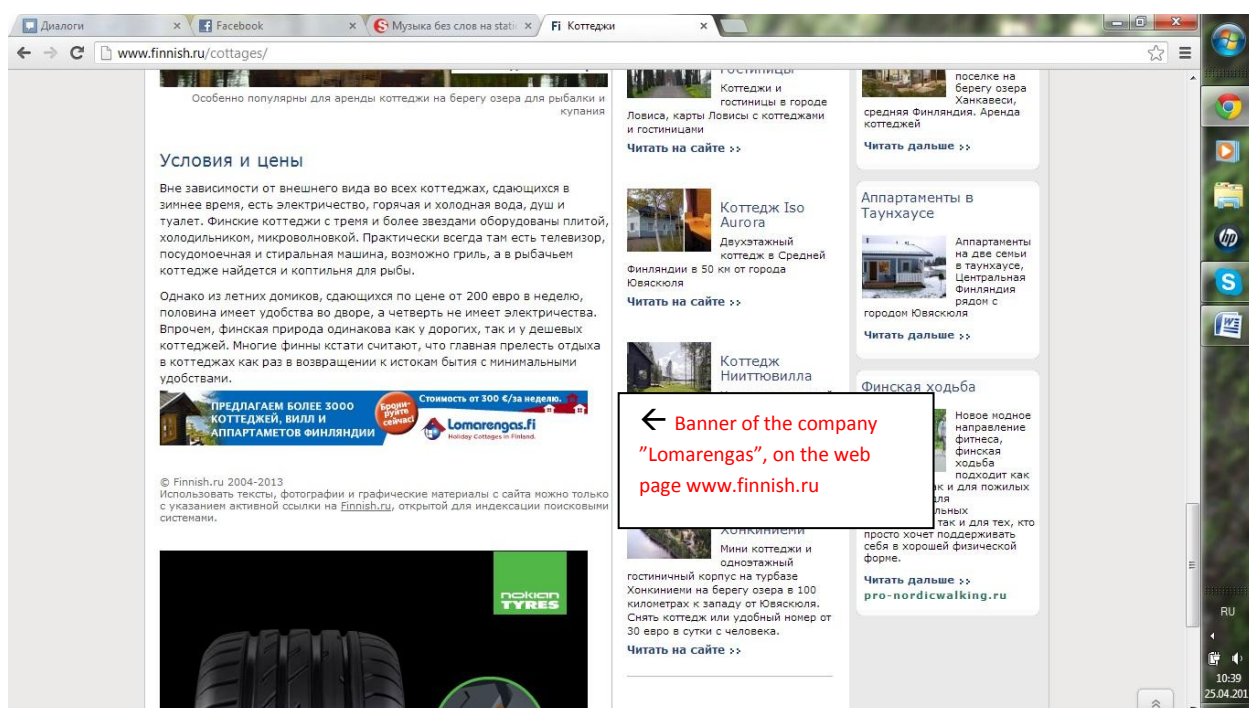 Диалоги
Facebook
Музыка без слов на static
Fi Коттеджи
www.finnish.ru/cottages/
Особенно популярны для аренды коттеджи на берегу озера для рыбалки и
купания
Условия и цены
Вне зависимости от внешнего вида во всех коттеджах, сдающихся в
зимнее время, есть электричество, горячая и холодная вода, душ и
туалет. Финские коттеджи с тремя и более звездами оборудованы плитой,
холодильником, микроволновкой. Практически всегда там есть телевизор,
посудомоечная и стиральная машина, возможно гриль, а в рыбачьем
коттедже найдется и коптильня для рыбы.
Однако из летних домиков, сдающихся по цене от 200 евро в неделю,
половина имеет удобства во дворе, а четверть не имеет электричества.
Впрочем, финская природа одинакова как у дорогих, так и у дешевых
коттеджей. Многие финны кстати считают, что главная прелесть отдыха
в коттеджах как раз в возвращении к истокам бытия с минимальными
удобствами.
ПРЕДЛАГАЕМ БОЛЕЕ 3000
КОТТЕДЖЕЙ, ВИЛЛ И
АППАРТАМЕТОВ ФИНЛЯНДИИ
Брони-
руйте
сейчас!
Стоимость от 300 €/за неделю.
Lomarengas.fi
Holiday Cottages in Finland.
© Finnish.ru 2004-2013
Использовать тексты, фотографии и графические материалы с сайта можно только
с указанием активной ссылки на Finnish.ru, открытой для индексации поисковыми
системами.
nokian
TYRES
гостиницы
Коттеджи и
гостиницы в городе
Ловиса, карты Ловисы с коттеджами
и гостиницами
Читать на сайте >>
Коттедж Iso
Aurora
Двухэтажный
коттедж в Средней
Финляндии в 50 км от города
Ювяскюля
Читать на сайте >>
Коттедж
Нииттювилла
← Banner of the company
”Lomarengas”, on the web
page www.finnish.ru
Хонкиниеми
Мини коттеджи и
одноэтажный
гостиничный корпус на турбазе
Хонкиниеми на берегу озера в 100
километрах к западу от Ювяскюля.
Снять коттедж или удобный номер от
30 евро в сутки с человека.
Читать на сайте >>
поселке на
берегу озера
Ханкавеси,
средняя Финляндия. Аренда
коттеджей
Читать дальше >>
Аппартаменты в
Таунхаусе
Аппартаменты
на две семьи
в таунхаусе,
Центральная
Финляндия
рядом с
городом Ювяскюля
Читать дальше >>
Финская ходьба
Новое модное
направление
фитнеса,
финская
ходьба
подходит как
и для пожилых
так и для тех, кто
просто хочет поддерживать
себя в хорошей физической
форме.
Читать дальше >>
pro-nordicwalking.ru
RU
10:39
25.04.201